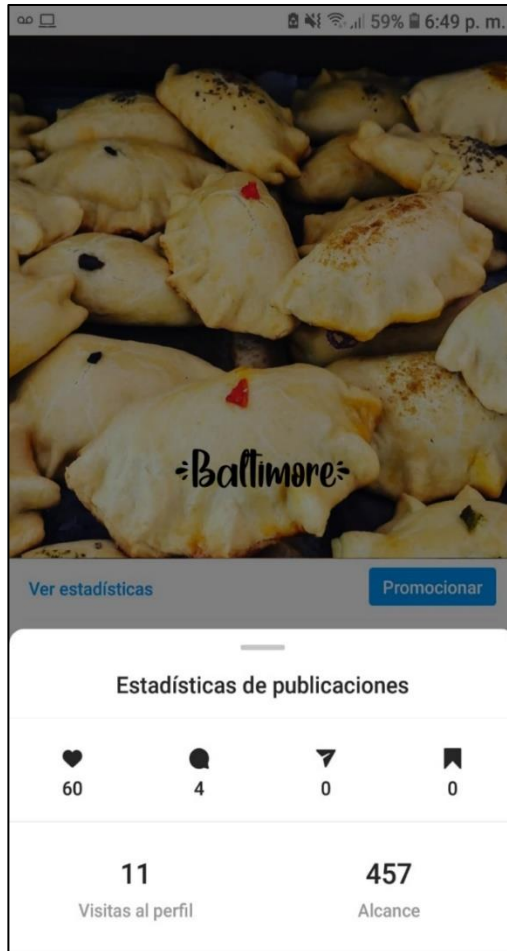 59% 6:49 p. m.
Baltimore
Ver estadísticas Promocionar
Estadísticas de publicaciones
60 4 0 0
11 457
Visitas al perfil Alcance